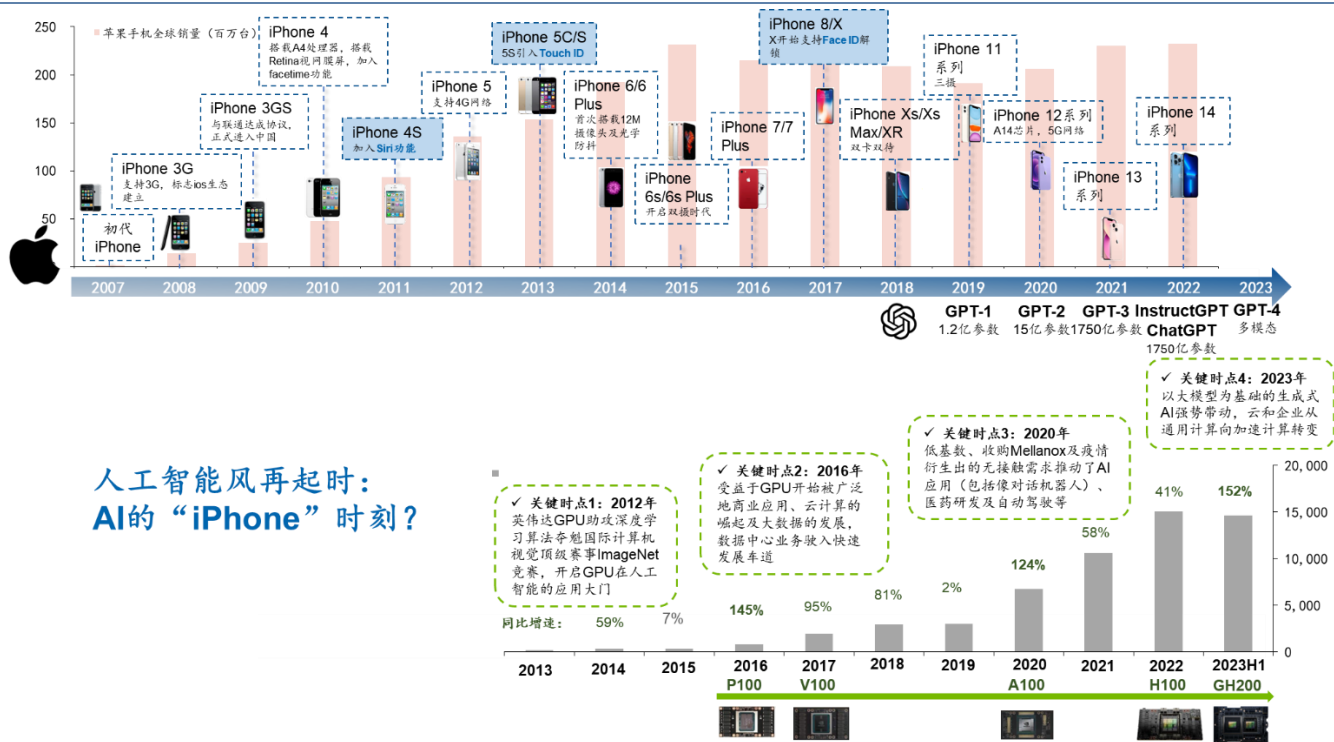 250
200
150
100
50
苹果手机全球销量（百万台）
初代
iPhone
iPhone 3G
支持3G，标志ios生态
建立
iPhone 3GS
与联通达成协议，
正式进入中国
iPhone 4
搭载A4处理器，搭载
Retina视网膜屏，加入
facetime功能
iPhone 4S
加入Siri功能
iPhone 5
支持4G网络
iPhone 5C/S
5S引入Touch ID
iPhone 6/6
Plus
首次搭载12M
摄像头及光学
防抖
iPhone
6s/6s Plus
开启双摄时代
iPhone 7/7
Plus
iPhone 8/X
X开始支持Face ID解
锁
iPhone Xs/Xs
Max/XR
双卡双待
iPhone 11
系列
三摄
iPhone 12系列
A14芯片，5G网络
iPhone 13
系列
iPhone 14
系列
2007 2008 2009 2010 2011 2012 2013 2014 2015 2016 2017 2018 2019 2020 2021 2022 2023
GPT-1
1.2亿参数
GPT-2
15亿参数
GPT-3
1750亿参数
InstructGPT
ChatGPT
1750亿参数
GPT-4
多模态
人工智能风再起时：
AI的“iPhone”时刻？
✓ 关键时点1：2012年
英伟达GPU助攻深度学
习算法夺魁国际计算机
视觉顶级赛事ImageNet
竞赛，开启GPU在人工
智能的应用大门
✓ 关键时点2：2016年
受益于GPU开始被广泛
地商业应用、云计算的
崛起及大数据的发展，
数据中心业务驶入快速
发展车道
✓ 关键时点3：2020年
低基数、收购Mellanox及疫情
衍生出的无接触需求推动了AI
应用（包括像对话机器人）、
医药研发及自动驾驶等
✓ 关键时点4：2023年
以大模型为基础的生成式
AI强势带动，云和企业从
通用计算向加速计算转变
20,000
15,000
10,000
5,000
0
同比增速： 59% 7% 145% 95% 81% 2% 124% 58% 41% 152%
2013 2014 2015 2016 2017 2018 2019 2020 2021 2022 2023H1
P100 V100 A100 H100 GH200